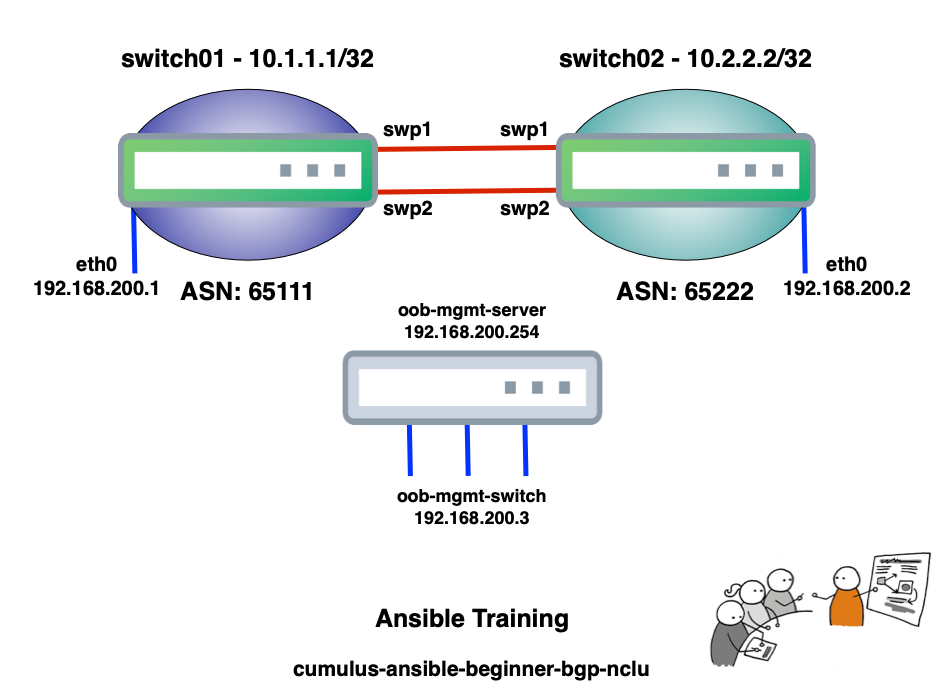 switch01 - 10.1.1.1/32
switch02 - 10.2.2.2/32
swp1
swp1
swp2
swp2
eth0
192.168.200.1
ASN: 65111
ASN: 65222
eth0
192.168.200.2
oob-mgmt-server
192.168.200.254
oob-mgmt-switch
192.168.200.3
Ansible Training
cumulus-ansible-beginner-bgp-nclu